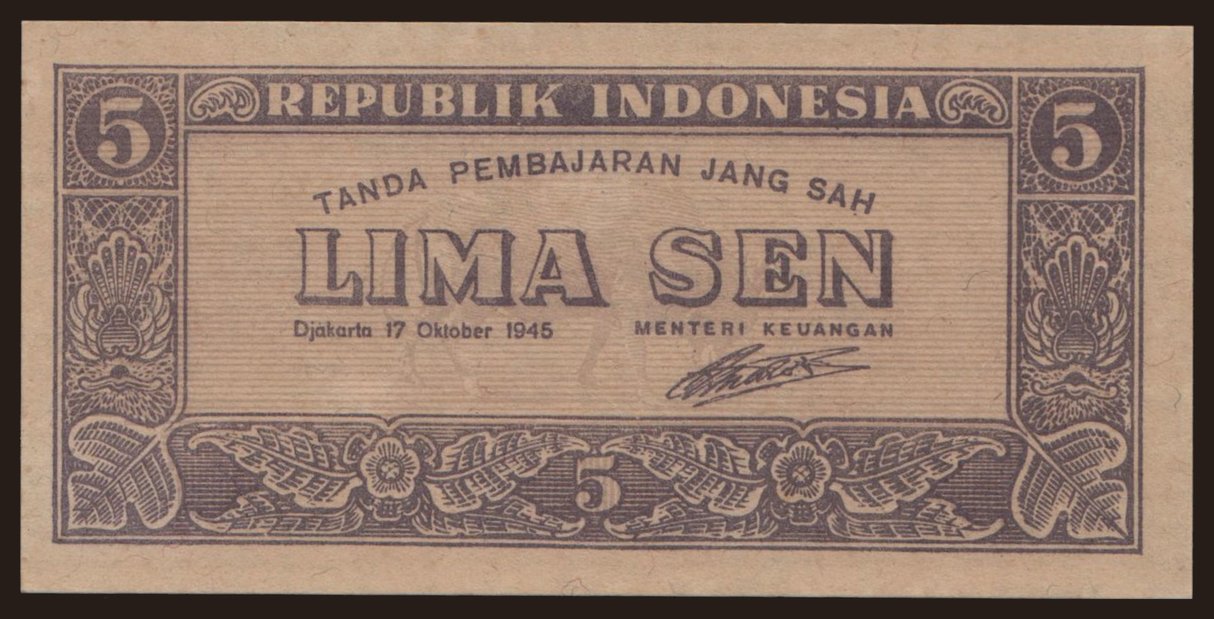 5 REPUBLIK INDONESIA 5
TANDA PEMBAJARAN JANG SAH
LIMA SEN
Djakarta 17 Oktober 1945 MENTERI KEUANGAN
5